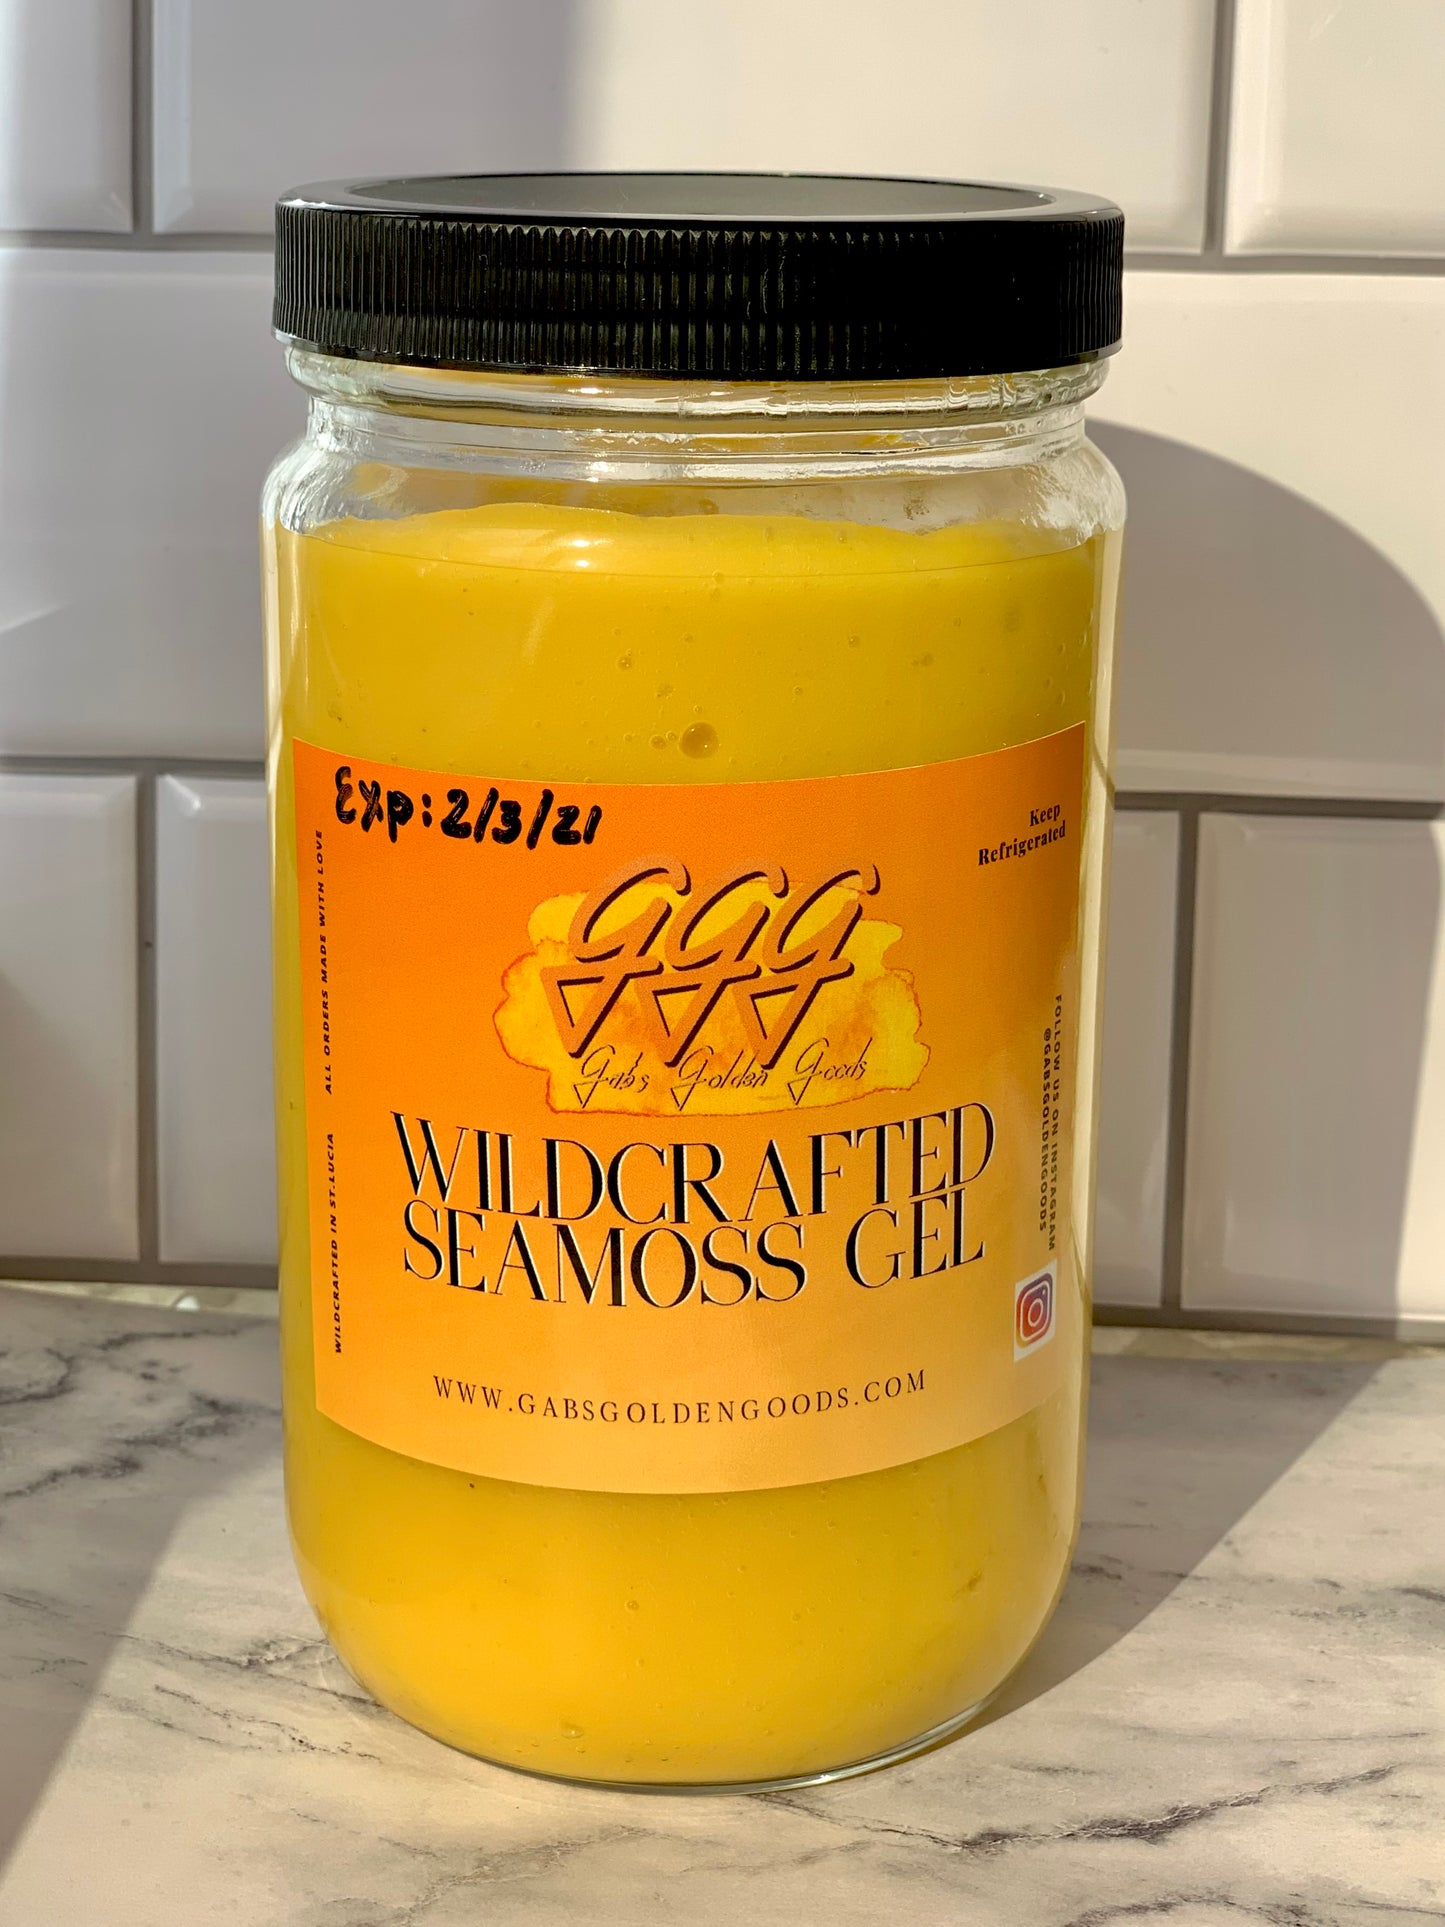 Exp: 2/3/21
Keep
Refrigerated
ALL ORDERS MADE WITH LOVE
WILDCRAFTED IN ST.LUCIA
GGG
Gab's Golden Goods
WILDCRAFTED
SEAMOSS GEL
FOLLOW US ON INSTAGRAM
@GABSGOLDENGOODS
WWW.GABSGOLDENGOODS.COM